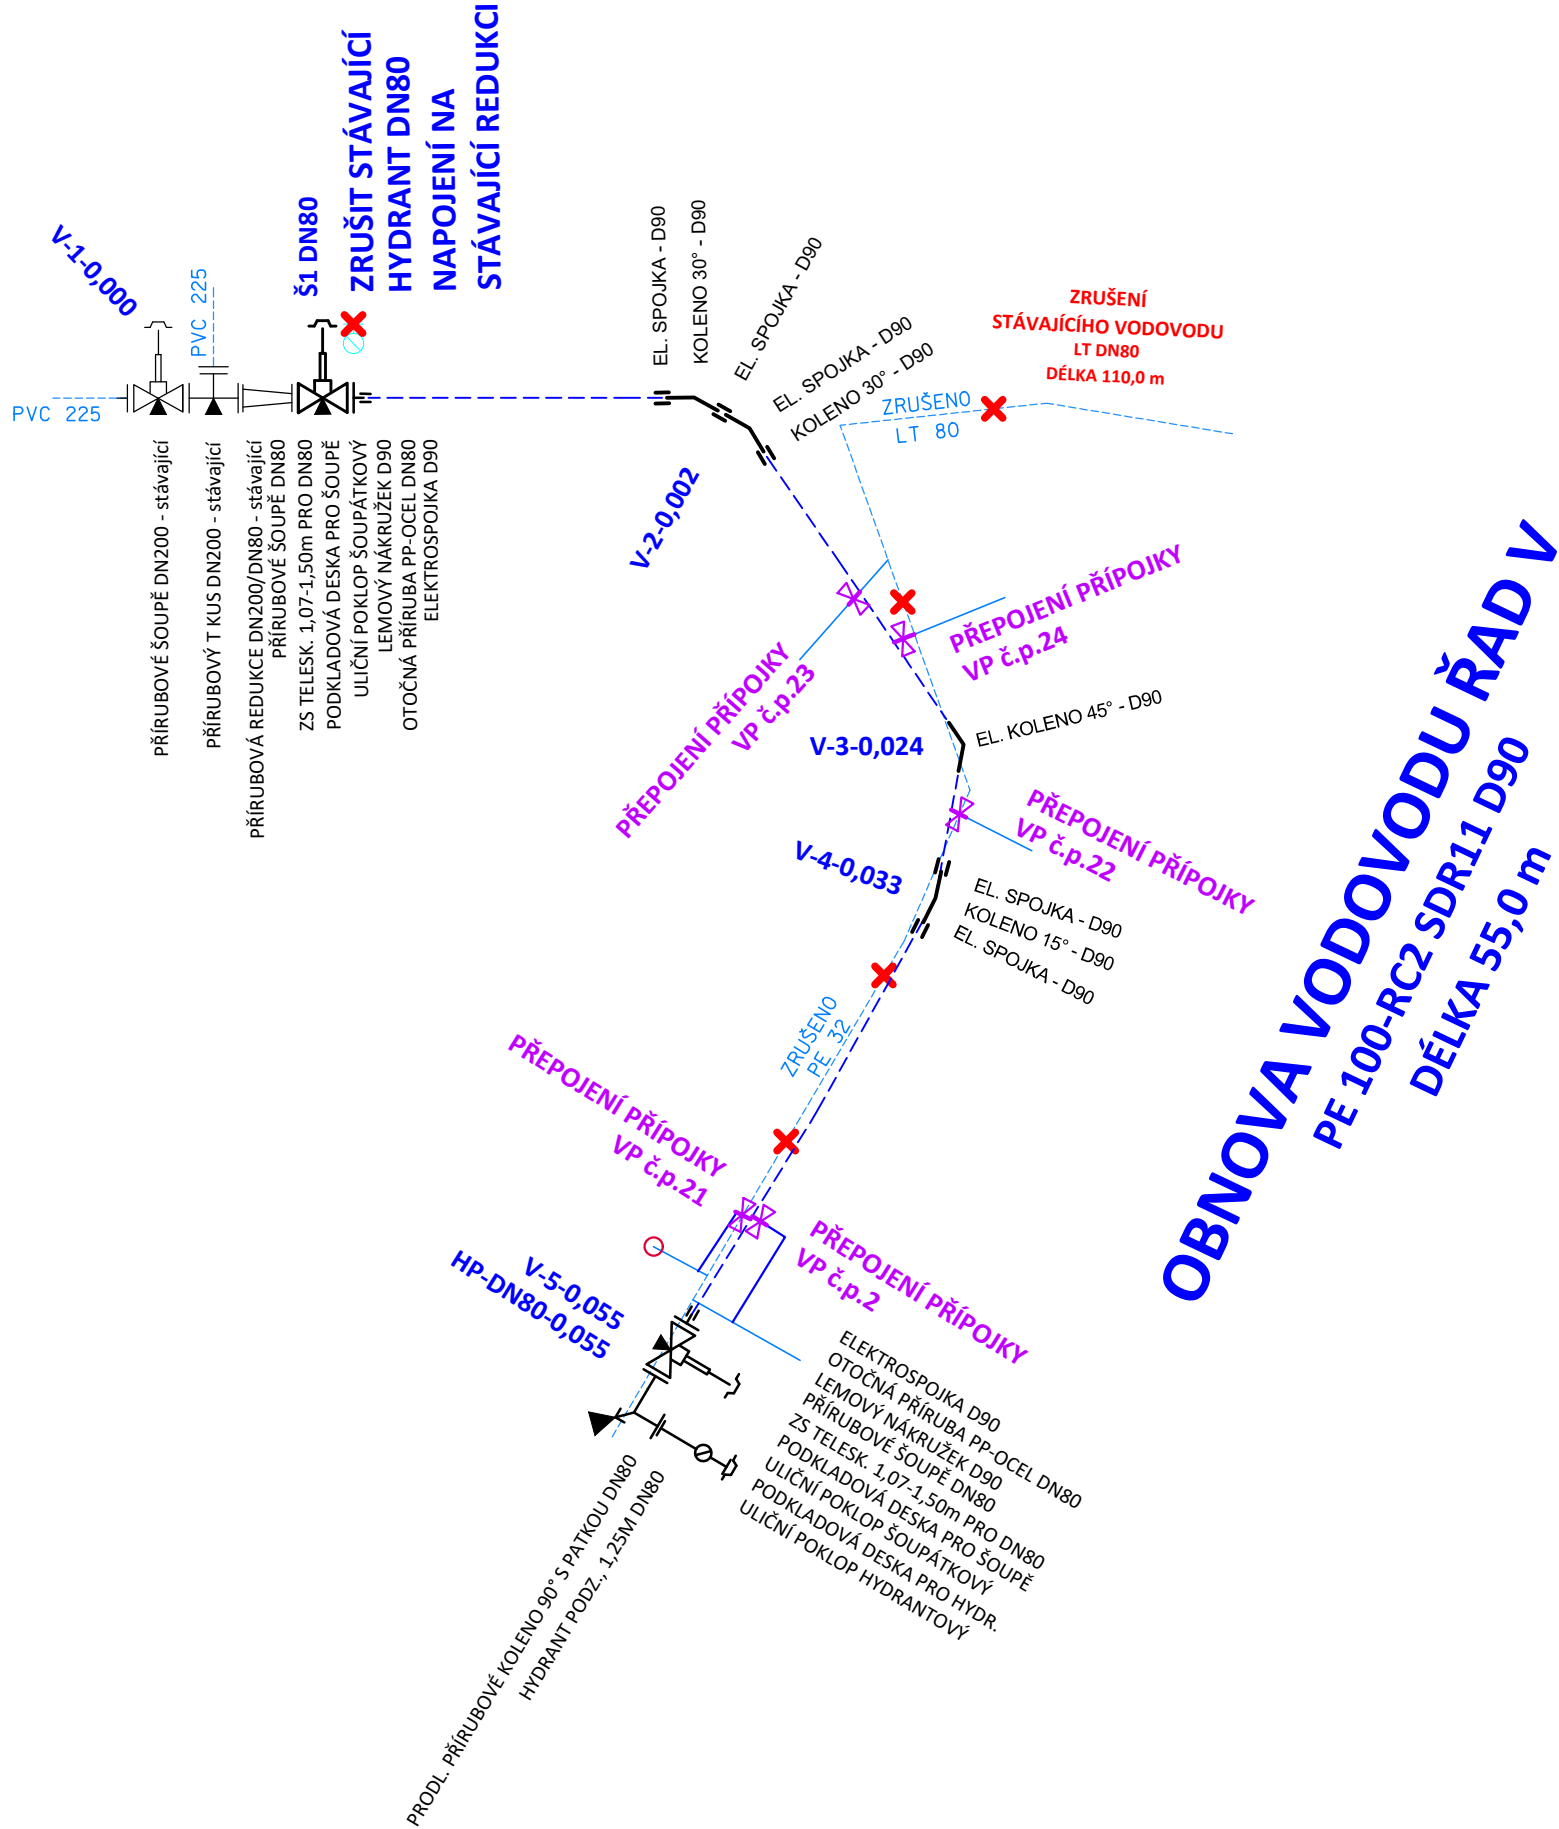 V-1-0,000
PVC 225
PVC 225
Š1 DN80
ZRUŠIT STÁVAJÍCÍ
HYDRANT DN80
NAPOJENÍ NA
STÁVAJÍCÍ REDUKCI
PŘÍRUBOVÉ ŠOUPĚ DN200 - stávající
PŘÍRUBOVÝ T KUS DN200 - stávající
PŘÍRUBOVÁ REDUKCE DN200/DN80 - stávající
PŘÍRUBOVÉ ŠOUPĚ DN80
ZS TELESK. 1,07-1,50m PRO DN80
PODKLADOVÁ DESKA PRO ŠOUPĚ
ULIČNÍ POKLOP ŠOUPÁTKOVÝ
LEMOVÝ NÁKRUŽEK D90
OTOČNÁ PŘÍRUBA PP-OCEL DN80
ELEKTROSPOJKA D90
EL. SPOJKA - D90
KOLENO 30° - D90
EL. SPOJKA - D90
EL. SPOJKA - D90
KOLENO 30° - D90
V-2-0,002
ZRUŠENÍ
STÁVAJÍCÍHO VODOVODU
LT DN80
DÉLKA 110,0 m
ZRUŠENO
LT 80
PŘEPOJENÍ PŘÍPOJKY
VP č.p.23
PŘEPOJENÍ PŘÍPOJKY
VP č.p.24
V-3-0,024
EL. KOLENO 45° - D90
PŘEPOJENÍ PŘÍPOJKY
VP č.p.22
V-4-0,033
EL. SPOJKA - D90
KOLENO 15° - D90
EL. SPOJKA - D90
ZRUŠENO
PE 32
PŘEPOJENÍ PŘÍPOJKY
VP č.p.21
PŘEPOJENÍ PŘÍPOJKY
VP č.p.2
V-5-0,055
HP-DN80-0,055
ELEKTROSPOJKA D90
OTOČNÁ PŘÍRUBA PP-OCEL DN80
LEMOVÝ NÁKRUŽEK D90
PŘÍRUBOVÉ ŠOUPĚ DN80
ZS TELESK. 1,07-1,50m PRO DN80
PODKLADOVÁ DESKA PRO ŠOUPĚ
ULIČNÍ POKLOP ŠOUPÁTKOVÝ
PODKLADOVÁ DESKA PRO HYDR.
ULIČNÍ POKLOP HYDRANTOVÝ
PRODL. PŘÍRUBOVÉ KOLENO 90° S PATKOU DN80
HYDRANT PODZ., 1,25M DN80
OBNOVA VODOVODU ŘAD V
PE 100-RC2 SDR11 D90
DÉLKA 55,0 m